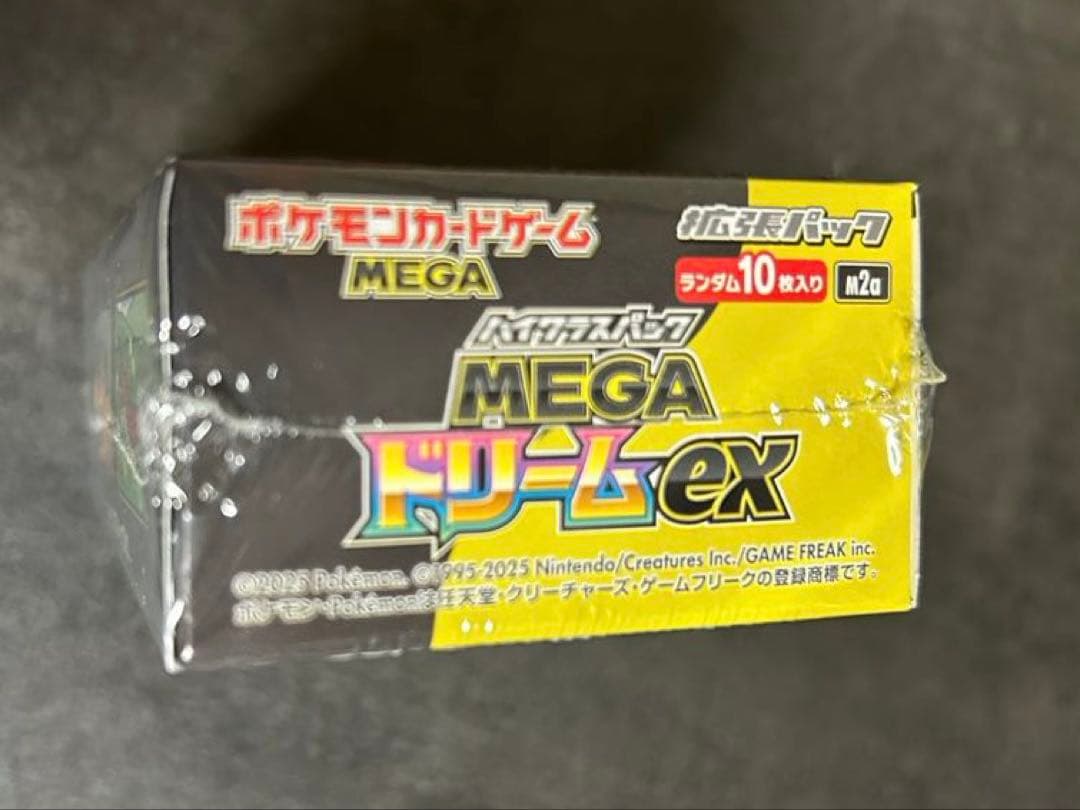 ポケモンカードゲーム
MEGA
拡張パック
ランダム10枚入り M2a
ハイクラスパック
MEGA
ドリームex
©2025 Pokémon. ©1995-2025 Nintendo/Creatures Inc./GAME FREAK inc.
ポケモン・Pokémonは任天堂・クリーチャーズ・ゲームフリークの登録商標です。